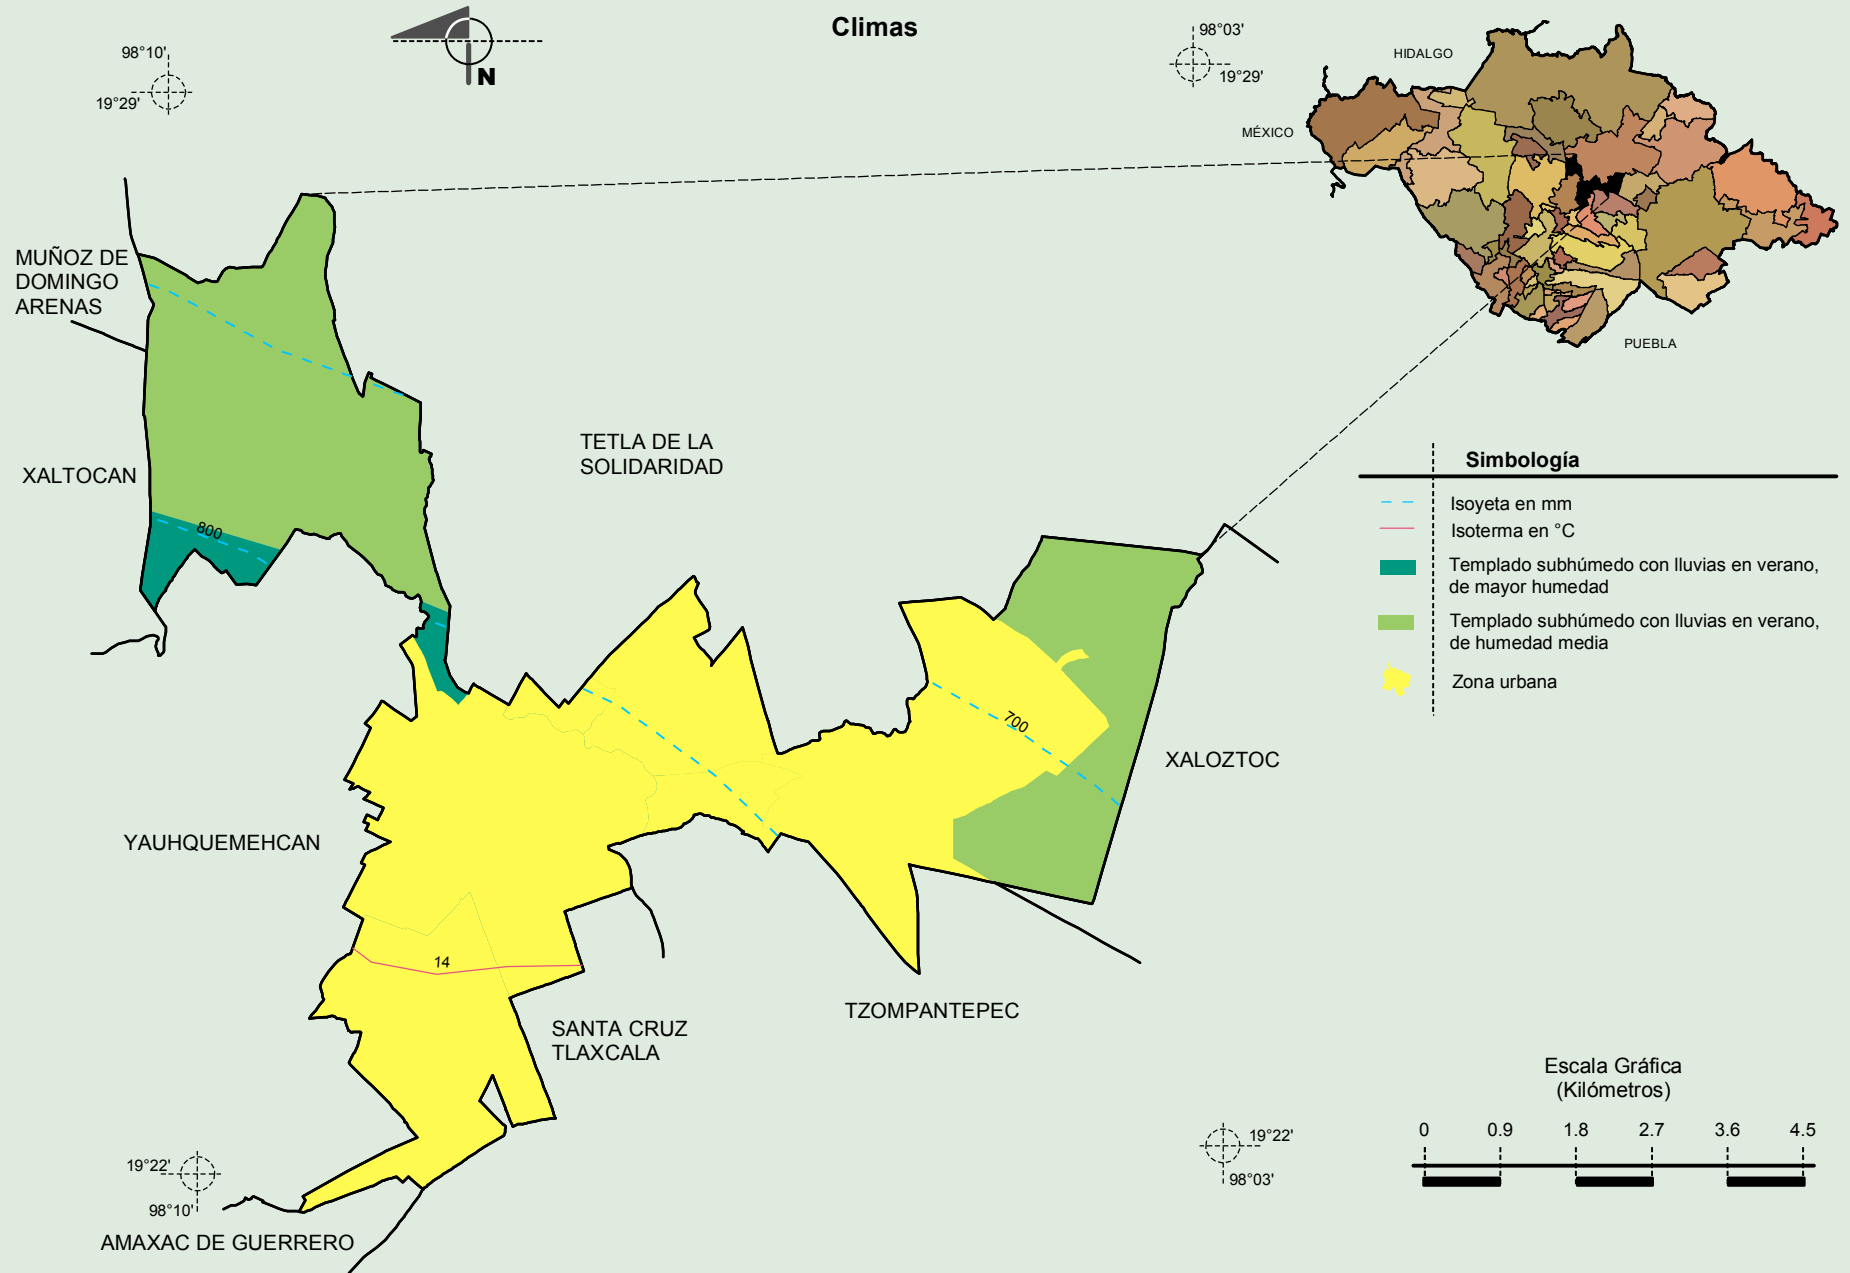 Climas
N
98°10'
19°29'
98°03'
19°29'
HIDALGO
MÉXICO
PUEBLA
MUÑOZ DE
DOMINGO
ARENAS
XALTOCAN
TETLA DE LA
SOLIDARIDAD
800
700
XALOZTOC
YAUHQUEMEHCAN
14
TZOMPANTEPEC
SANTA CRUZ
TLAXCALA
AMAXAC DE GUERRERO
Simbología
Isoyeta en mm
Isoterma en °C
Templado subhúmedo con lluvias en verano,
de mayor humedad
Templado subhúmedo con lluvias en verano,
de humedad media
Zona urbana
Escala Gráfica
(Kilómetros)
0 0.9 1.8 2.7 3.6 4.5
19°22'
98°10'
19°22'
98°03'